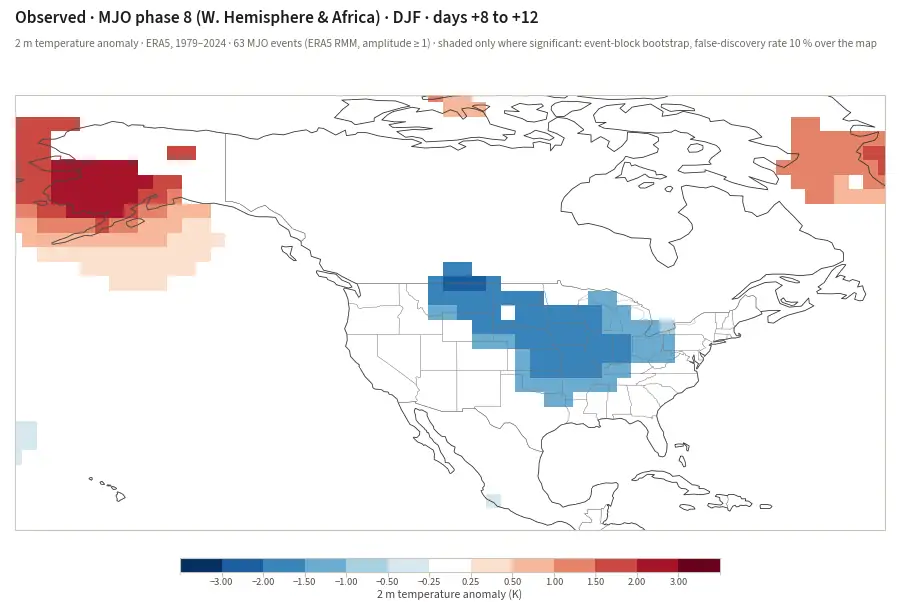 Observed · MJO phase 8 (W. Hemisphere & Africa) · DJF · days +8 to +12
2 m temperature anomaly · ERA5, 1979–2024 · 63 MJO events (ERA5 RMM, amplitude ≥ 1) · shaded only where significant: event-block bootstrap, false-discovery rate 10 % over the map
−3.00 −2.00 −1.50 −1.00 −0.50 −0.25 0.25 0.50 1.00 1.50 2.00 3.00
2 m temperature anomaly (K)